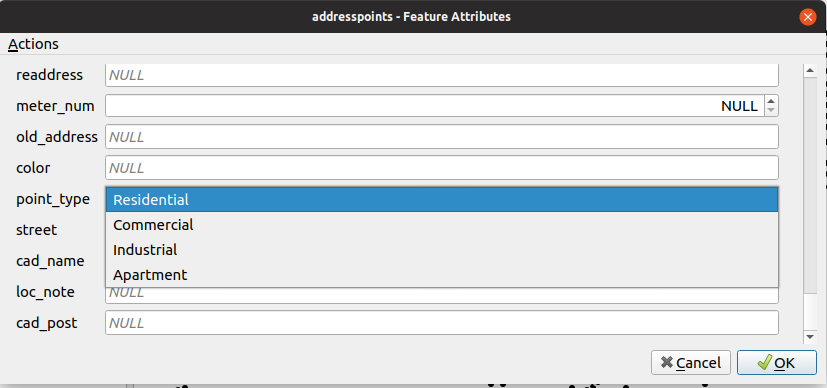 addresspoints - Feature Attributes
Actions
readdress NULL
meter_num NULL
old_address NULL
color NULL
point_type Residential
Commercial
street
Industrial
cad_name
Apartment
loc_note NULL
cad_post NULL
Cancel OK